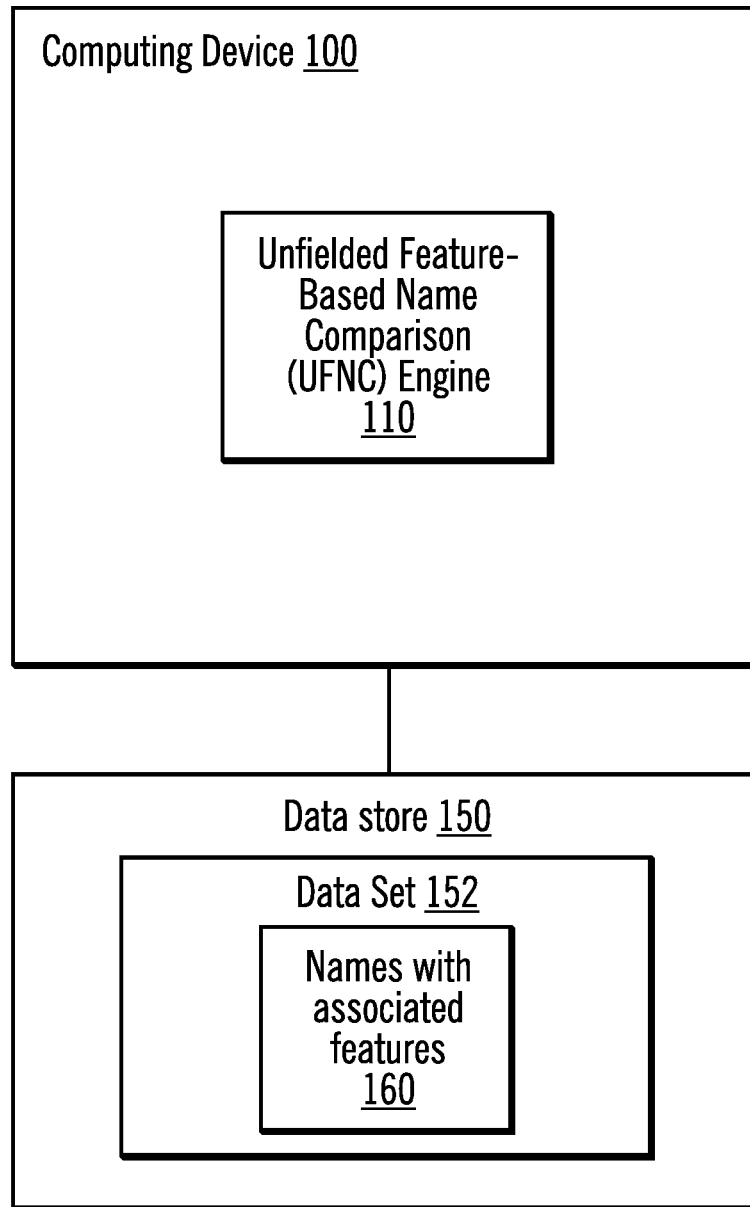 Computing Device 100
Unfielded Feature-
Based Name
Comparison
(UFNC) Engine
110
Data store 150
Data Set 152
Names with
associated
features
160